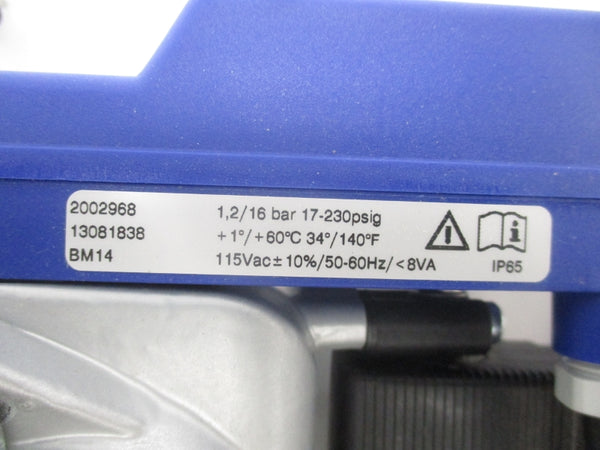 2002968 1,2/16 bar 17-230psig
13081838 +1°/+60°C 34°/140°F
BM14 115Vac±10%/50-60Hz/<8VA IP65